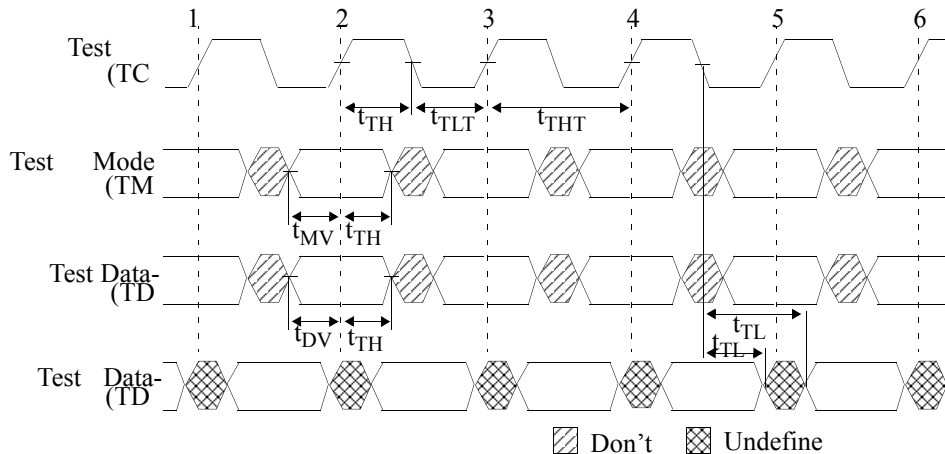 1 2 3 4 5 6
Test
(TC
tTH tTLT tTHT
Test Mode
(TM
tMV tTH
Test Data-
(TD
tDV tTH tTL
tTL
Test Data-
(TD
Don't Undefine